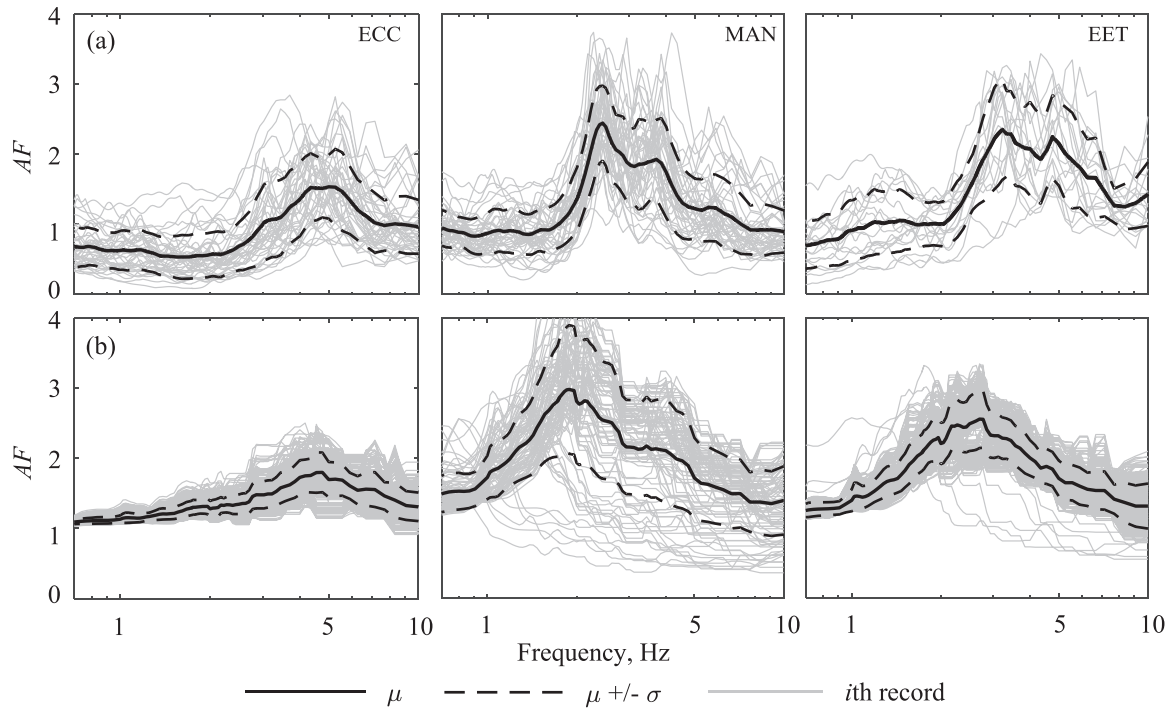 (a)
ECC
MAN
EET
AF
4
3
2
1
0
(b)
AF
4
3
2
1
0
1
5
10
1
5
10
1
5
10
Frequency, Hz
μ
μ +/- σ
ith record